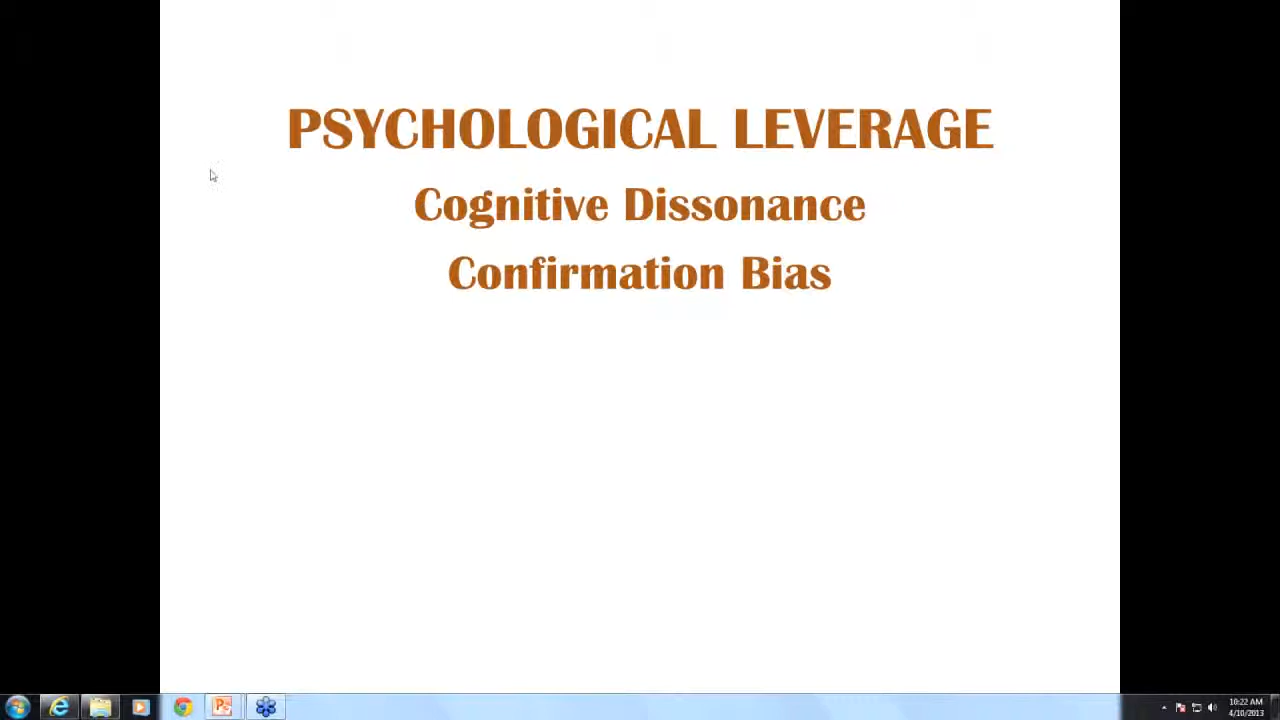 PSYCHOLOGICAL LEVERAGE
Cognitive Dissonance
Confirmation Bias
10:22 AM
4/10/2013